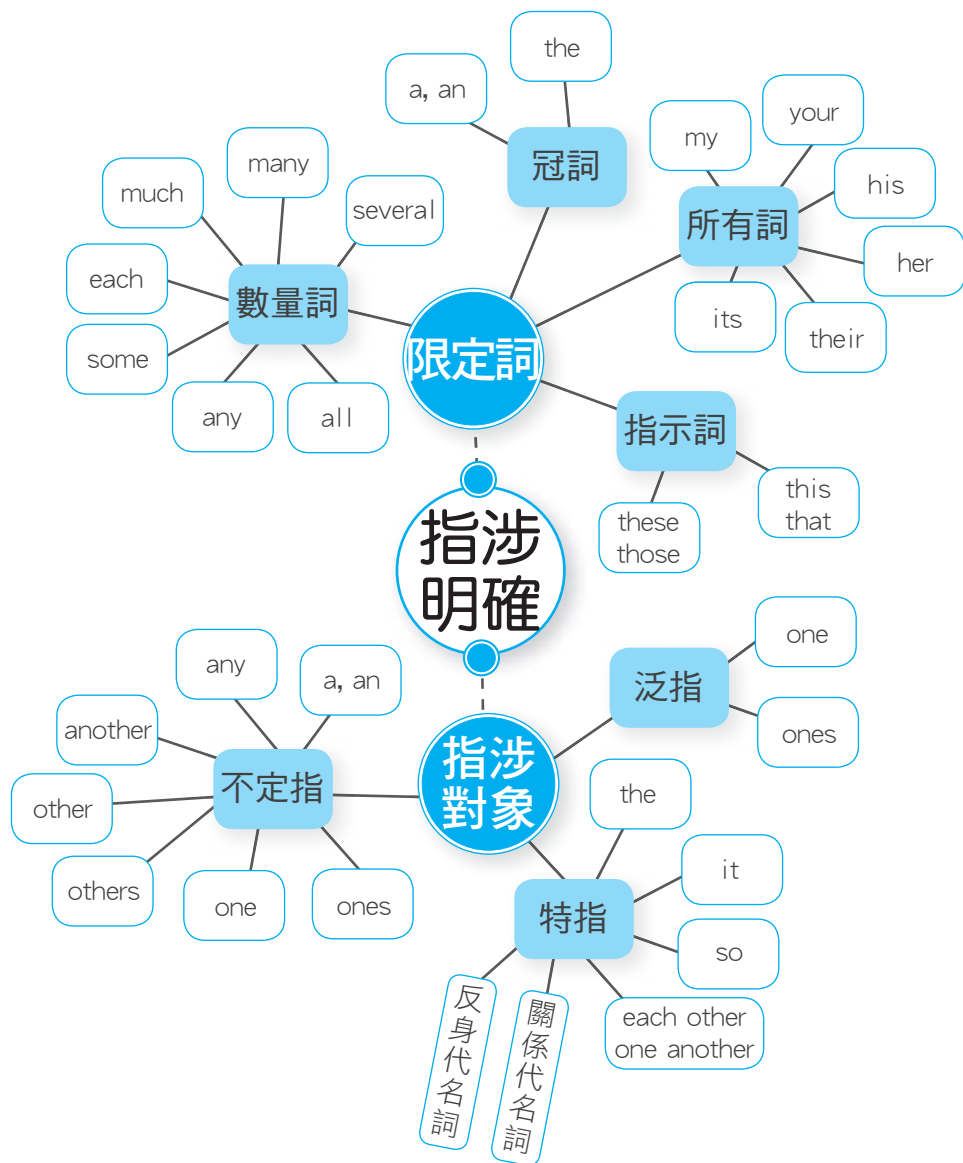 the
a, an
冠詞
my
your
his
her
its
their
所有詞
many
much
several
each
some
any
all
數量詞
限定詞
指示詞
this
that
these
those
指涉
明確
one
ones
泛指
any
a, an
another
other
others
one
ones
不定指
指涉
對象
the
it
so
each other
one another
特指
反身代名詞
關係代名詞